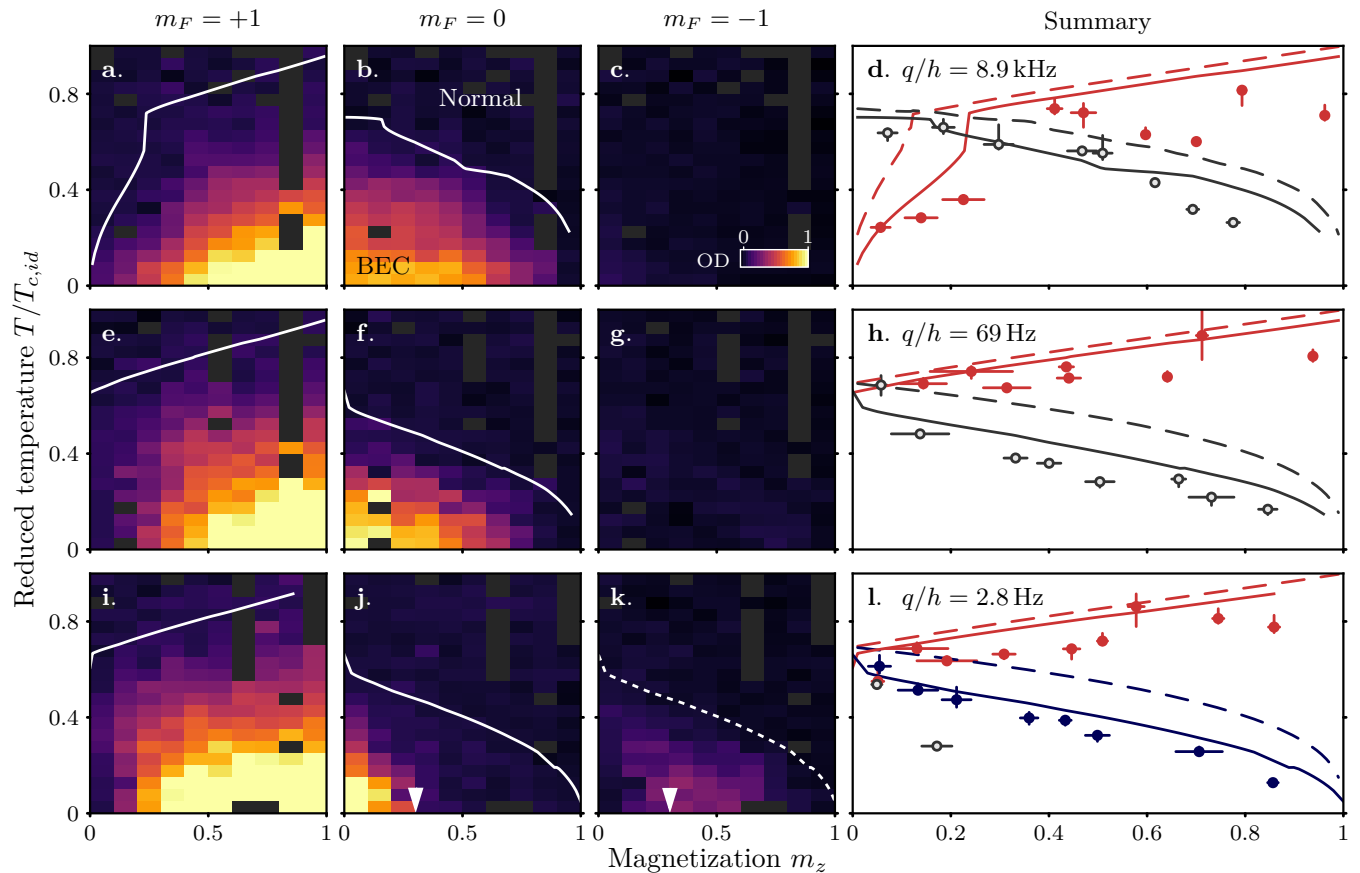 m_F = +1
m_F = 0
m_F = −1
Summary
a.
b.
Normal
BEC
c.
0 1
OD
d. q/h = 8.9 kHz
0.8
0.4
0
e.
f.
g.
h. q/h = 69 Hz
0.8
0.4
0
i.
j.
k.
l. q/h = 2.8 Hz
0.8
0.4
0
0 0.5 1
0 0.5 1
0 0.5 1
0 0.2 0.4 0.6 0.8 1
Reduced temperature T/T_{c,id}
Magnetization m_z